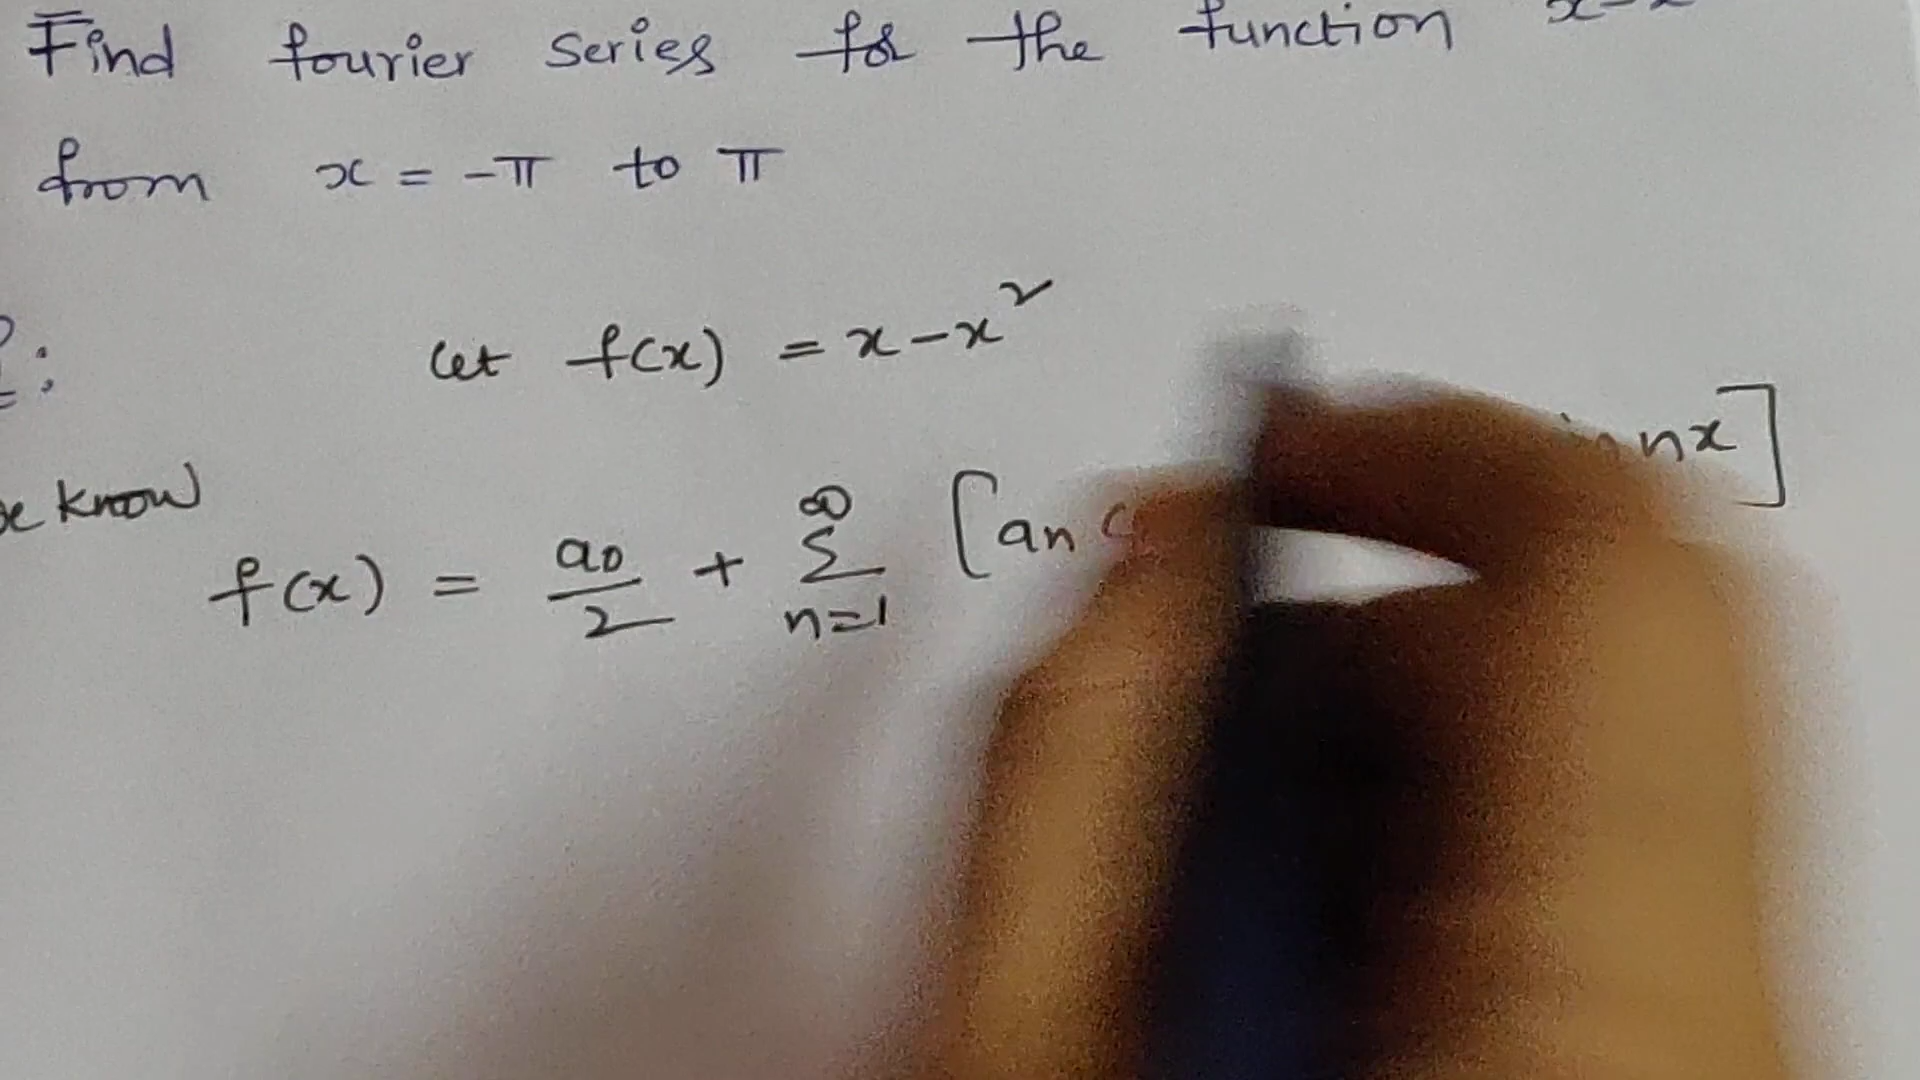 Find fourier series for the function x-x
from x = -π to π
let f(x) = x-x²
know
f(x) = a0/2 + ∑ n=1 ∞ [an nx]